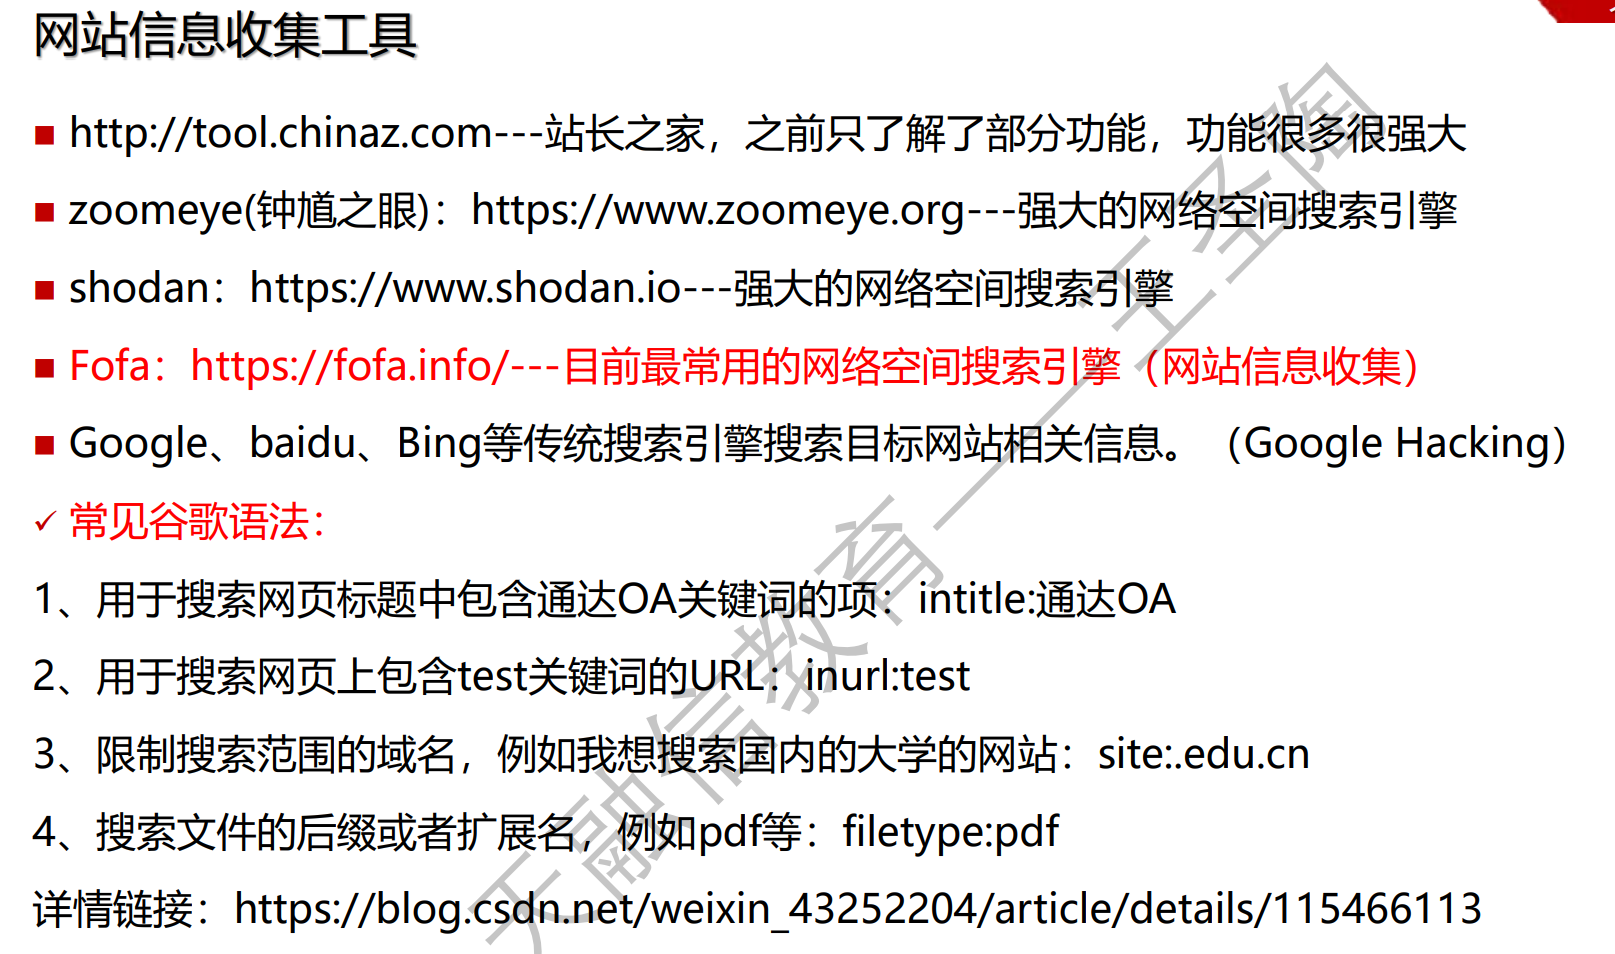 网站信息收集工具
http://tool.chinaz.com---站长之家，之前只了解了部分功能，功能很多很强大
zoomeye(钟馗之眼)：https://www.zoomeye.org---强大的网络空间搜索引擎
shodan：https://www.shodan.io---强大的网络空间搜索引擎
Fofa：https://fofa.info/---目前最常用的网络空间搜索引擎（网站信息收集）
Google、baidu、Bing等传统搜索引擎搜索目标网站相关信息。（Google Hacking）
常见谷歌语法：
1、用于搜索网页标题中包含通达OA关键词的项：intitle:通达OA
2、用于搜索网页上包含test关键词的URL：inurl:test
3、限制搜索范围的域名，例如我想搜索国内的大学的网站：site:.edu.cn
4、搜索文件的后缀或者扩展名，例如pdf等：filetype:pdf
详情链接：https://blog.csdn.net/weixin_43252204/article/details/115466113
天融信教育——王圣陶